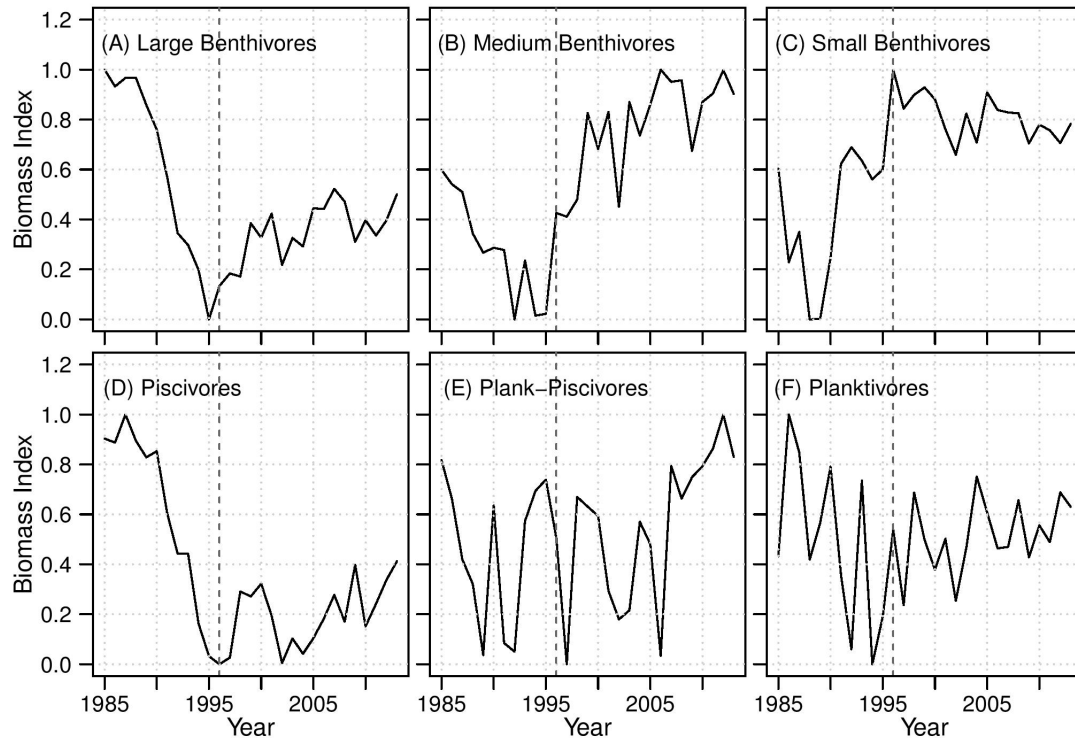 1.2
1.0
0.8
0.6
0.4
0.2
0.0
Biomass Index
(A) Large Benthivores
(B) Medium Benthivores
(C) Small Benthivores
1.2
1.0
0.8
0.6
0.4
0.2
0.0
Biomass Index
(D) Piscivores
(E) Plank−Piscivores
(F) Planktivores
1985 1995 2005
1985 1995 2005
1985 1995 2005
Year
Year
Year